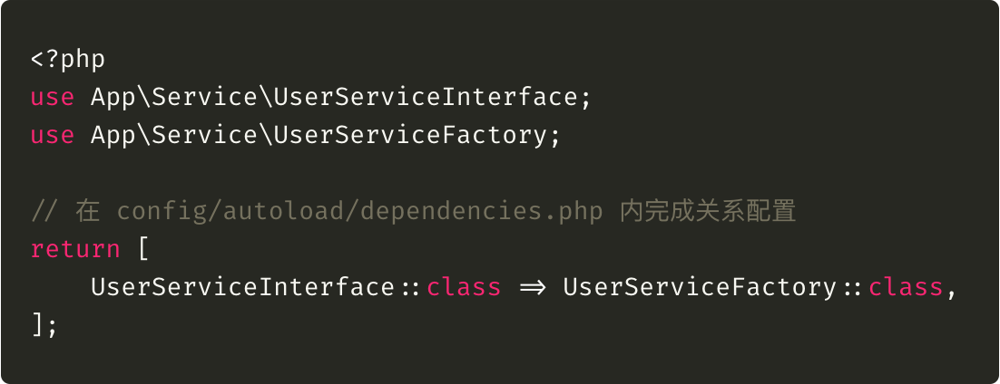 <?php
use App\Service\UserServiceInterface;
use App\Service\UserServiceFactory;
// 在 config/autoload/dependencies.php 内完成关系配置
return [
    UserServiceInterface::class => UserServiceFactory::class,
];